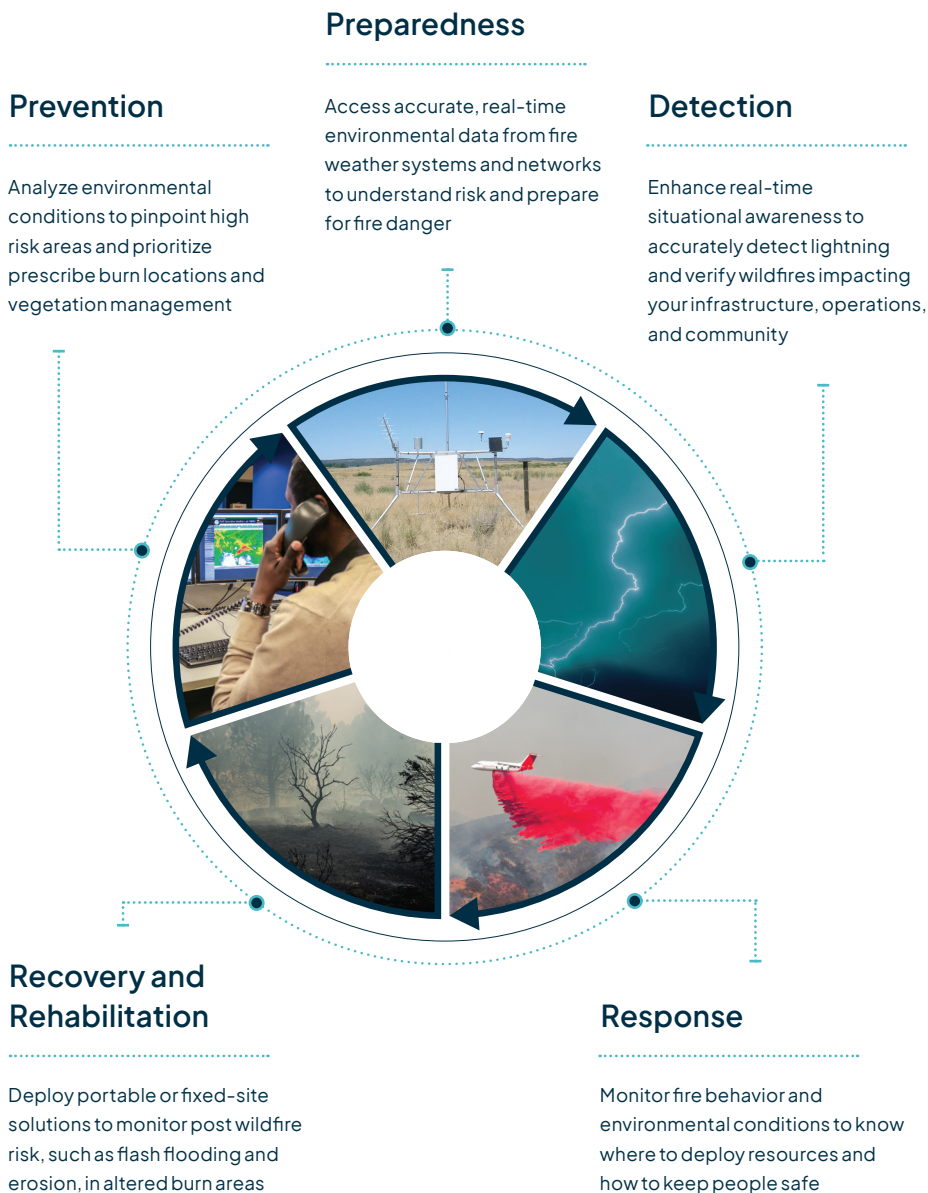 Preparedness
Access accurate, real-time
environmental data from fire
weather systems and networks
to understand risk and prepare
for fire danger
Prevention
Analyze environmental
conditions to pinpoint high
risk areas and prioritize
prescribe burn locations and
vegetation management
Detection
Enhance real-time
situational awareness to
accurately detect lightning
and verify wildfires impacting
your infrastructure, operations,
and community
Recovery and
Rehabilitation
Deploy portable or fixed-site
solutions to monitor post wildfire
risk, such as flash flooding and
erosion, in altered burn areas
Response
Monitor fire behavior and
environmental conditions to know
where to deploy resources and
how to keep people safe